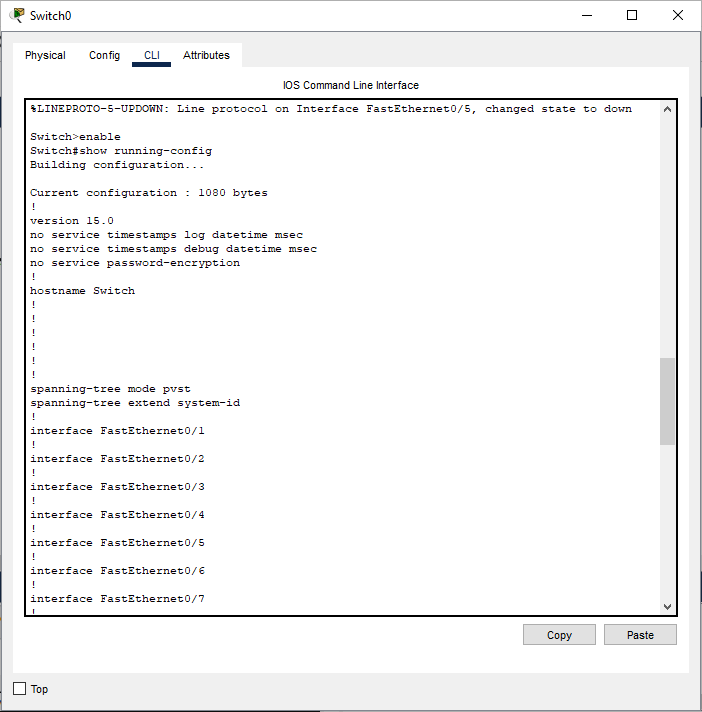 Switch0
Physical Config CLI Attributes
IOS Command Line Interface
%LINEPROTO-5-UPDOWN: Line protocol on Interface FastEthernet0/5, changed state to down
Switch>enable
Switch#show running-config
Building configuration...
Current configuration : 1080 bytes
!
version 15.0
no service timestamps log datetime msec
no service timestamps debug datetime msec
no service password-encryption
!
hostname Switch
!
!
!
!
!
!
spanning-tree mode pvst
spanning-tree extend system-id
!
interface FastEthernet0/1
!
interface FastEthernet0/2
!
interface FastEthernet0/3
!
interface FastEthernet0/4
!
interface FastEthernet0/5
!
interface FastEthernet0/6
!
interface FastEthernet0/7
!
Copy Paste
Top